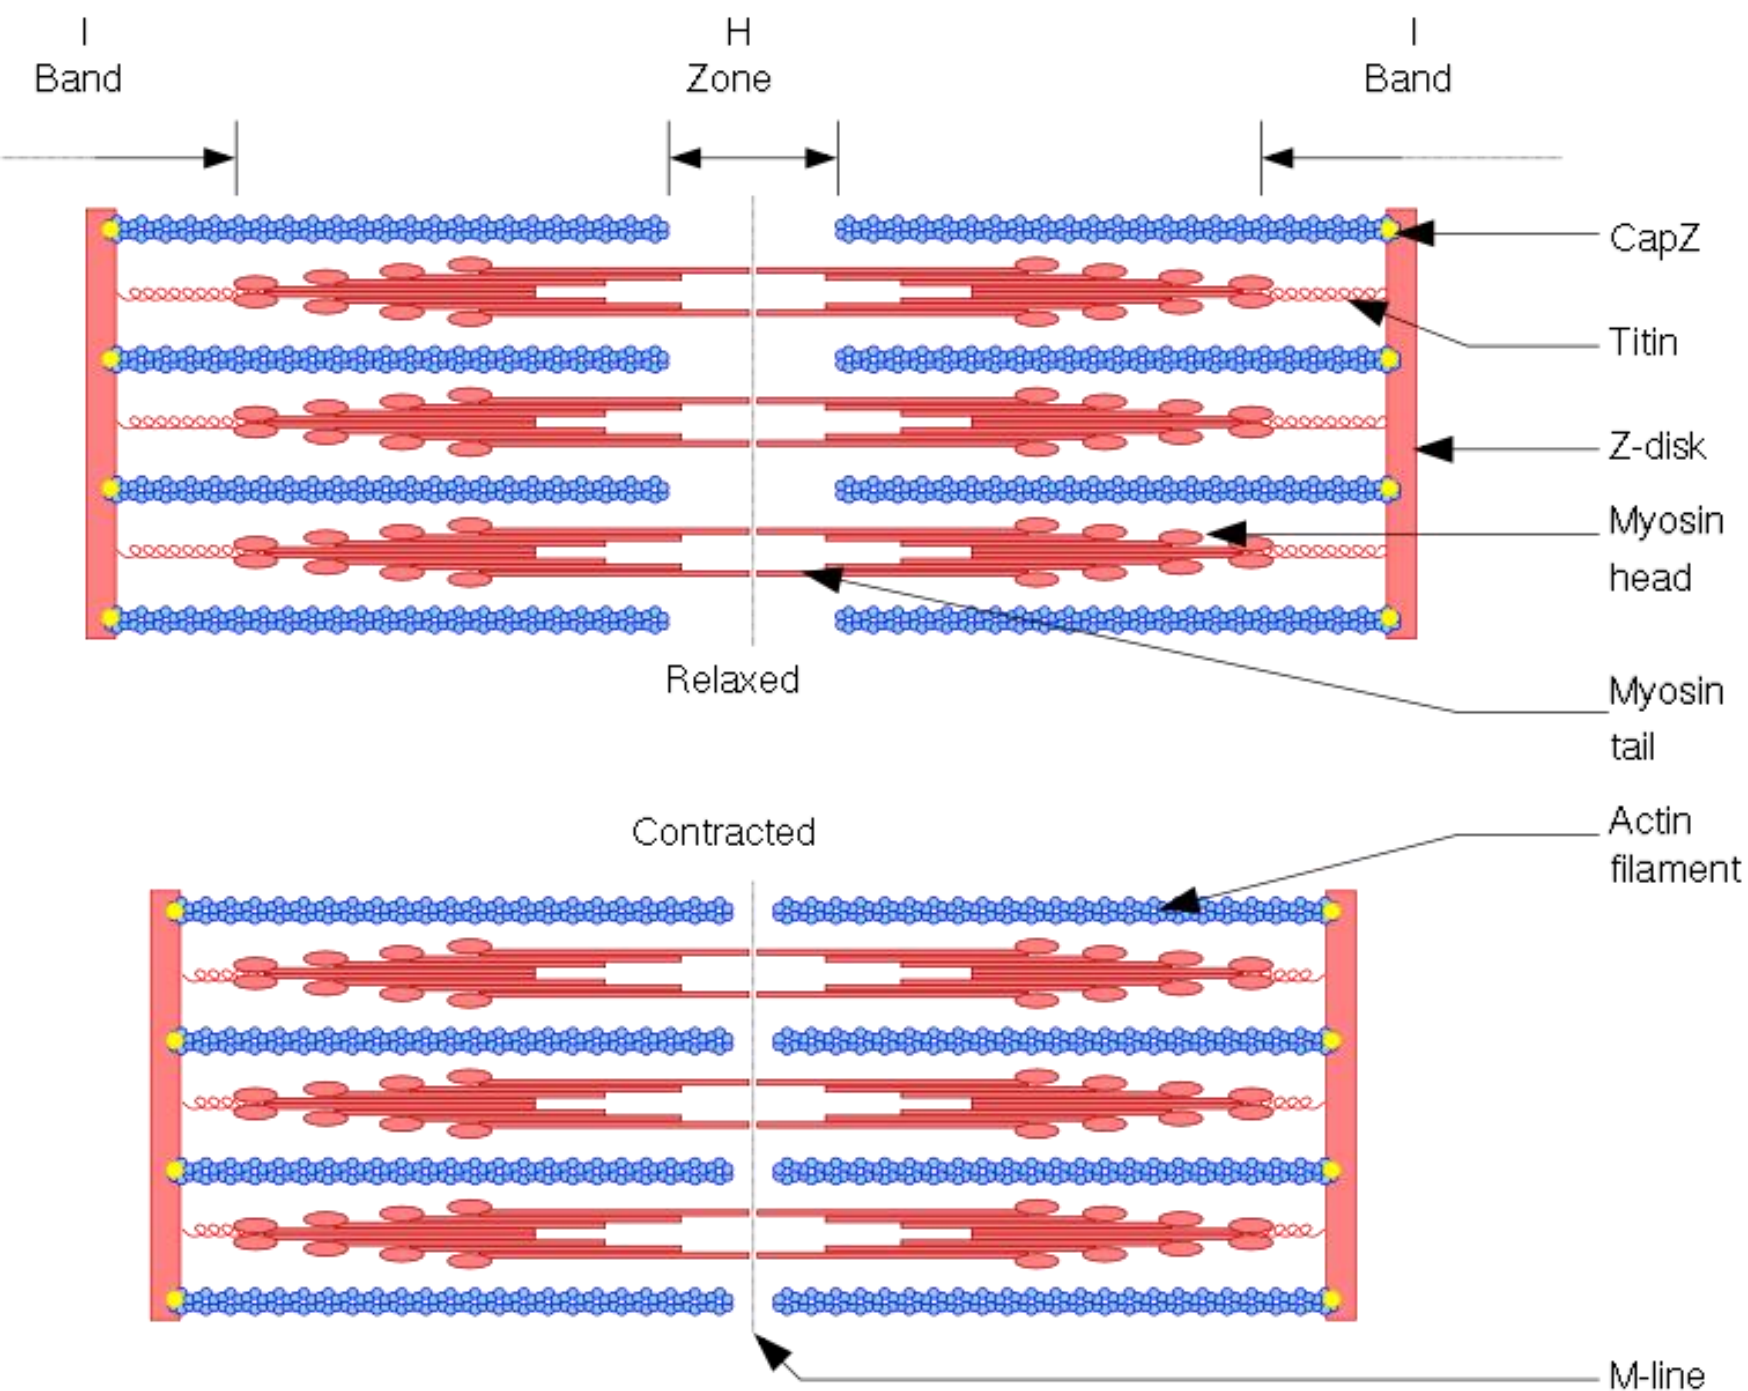 I
Band
H
Zone
I
Band
CapZ
Titin
Z-disk
Myosin
head
Relaxed
Myosin
tail
Contracted
Actin
filament
M-line